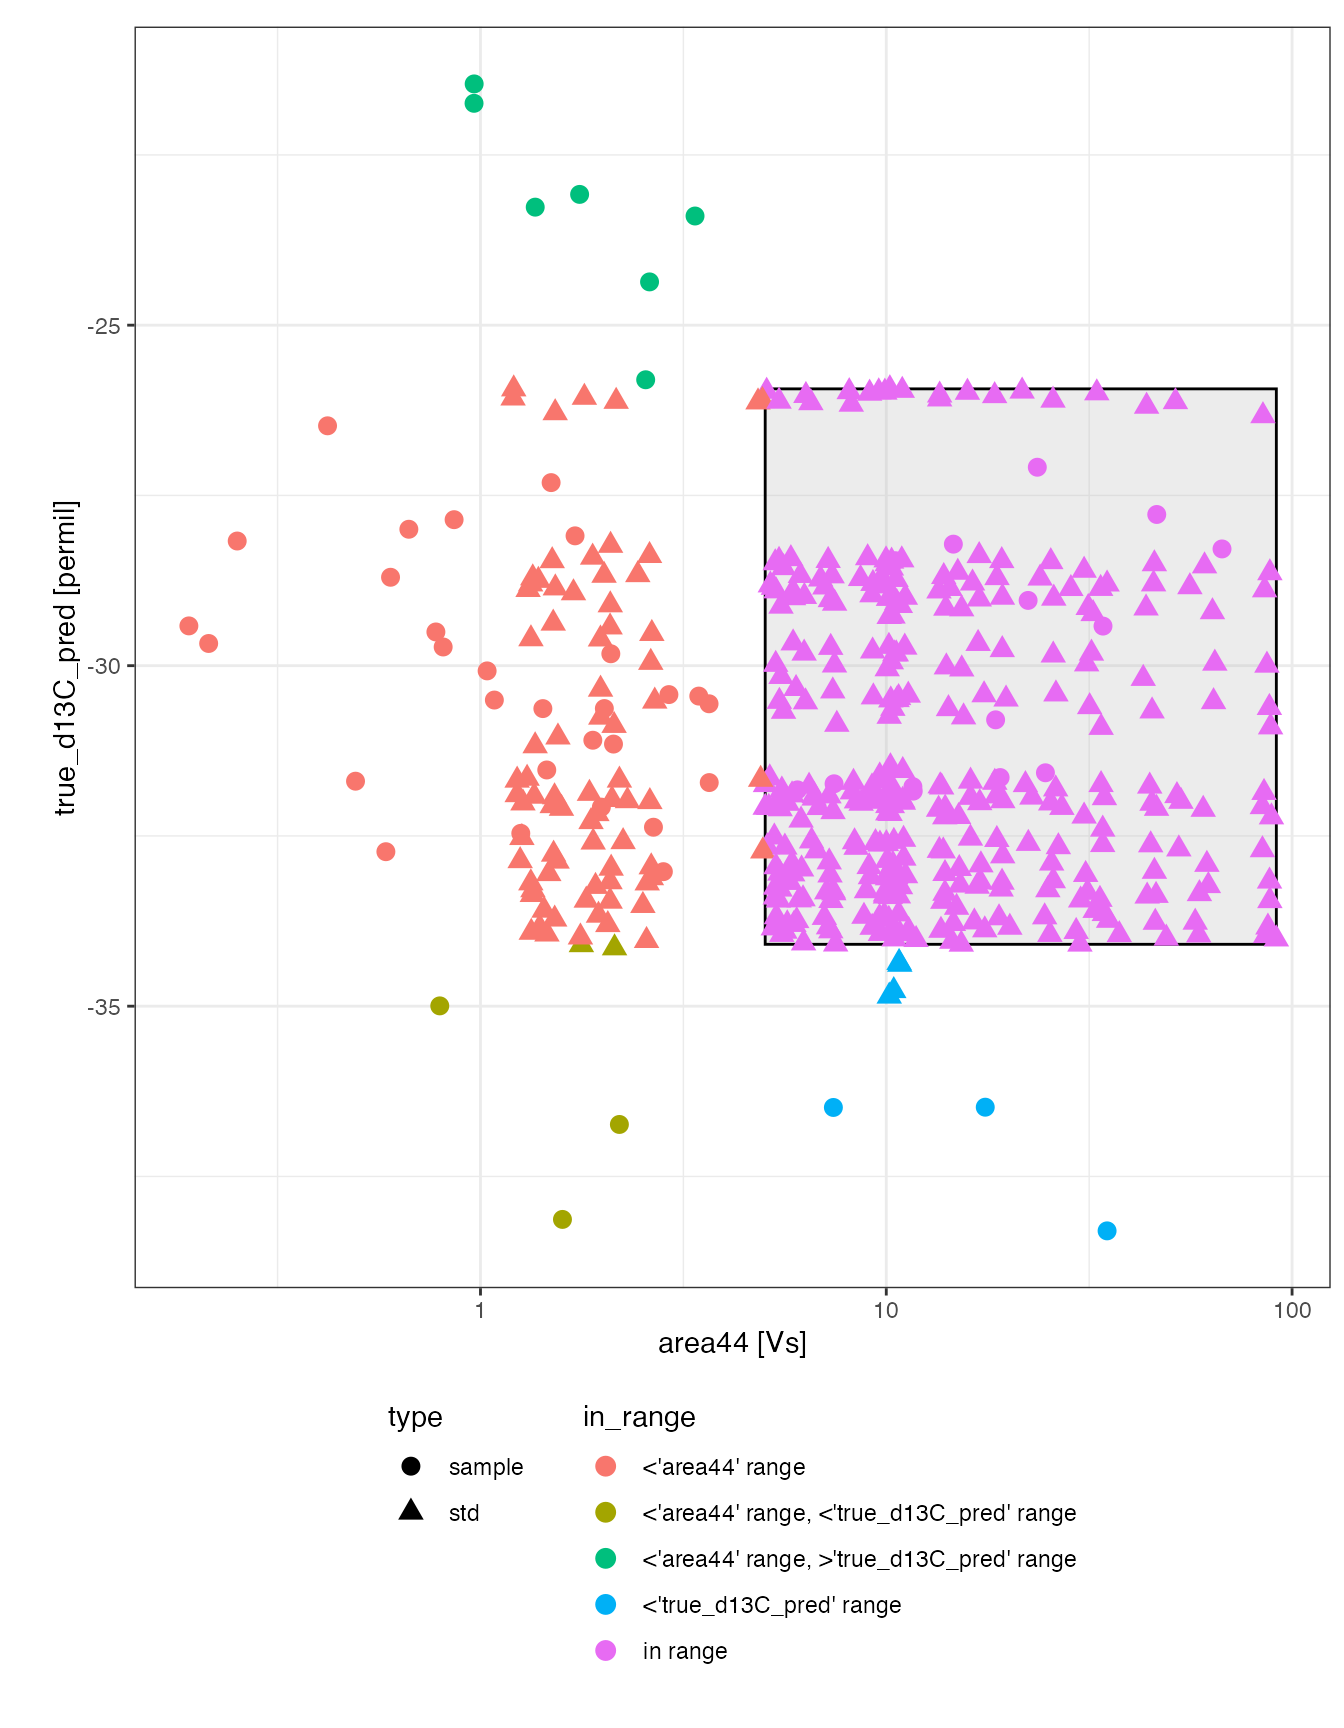 true_d13C_pred [permil]
-25
-30
-35
1
10
100
area44 [Vs]
type
sample
std
in_range
<'area44' range
<'area44' range, <'true_d13C_pred' range
<'area44' range, >'true_d13C_pred' range
<'true_d13C_pred' range
in range